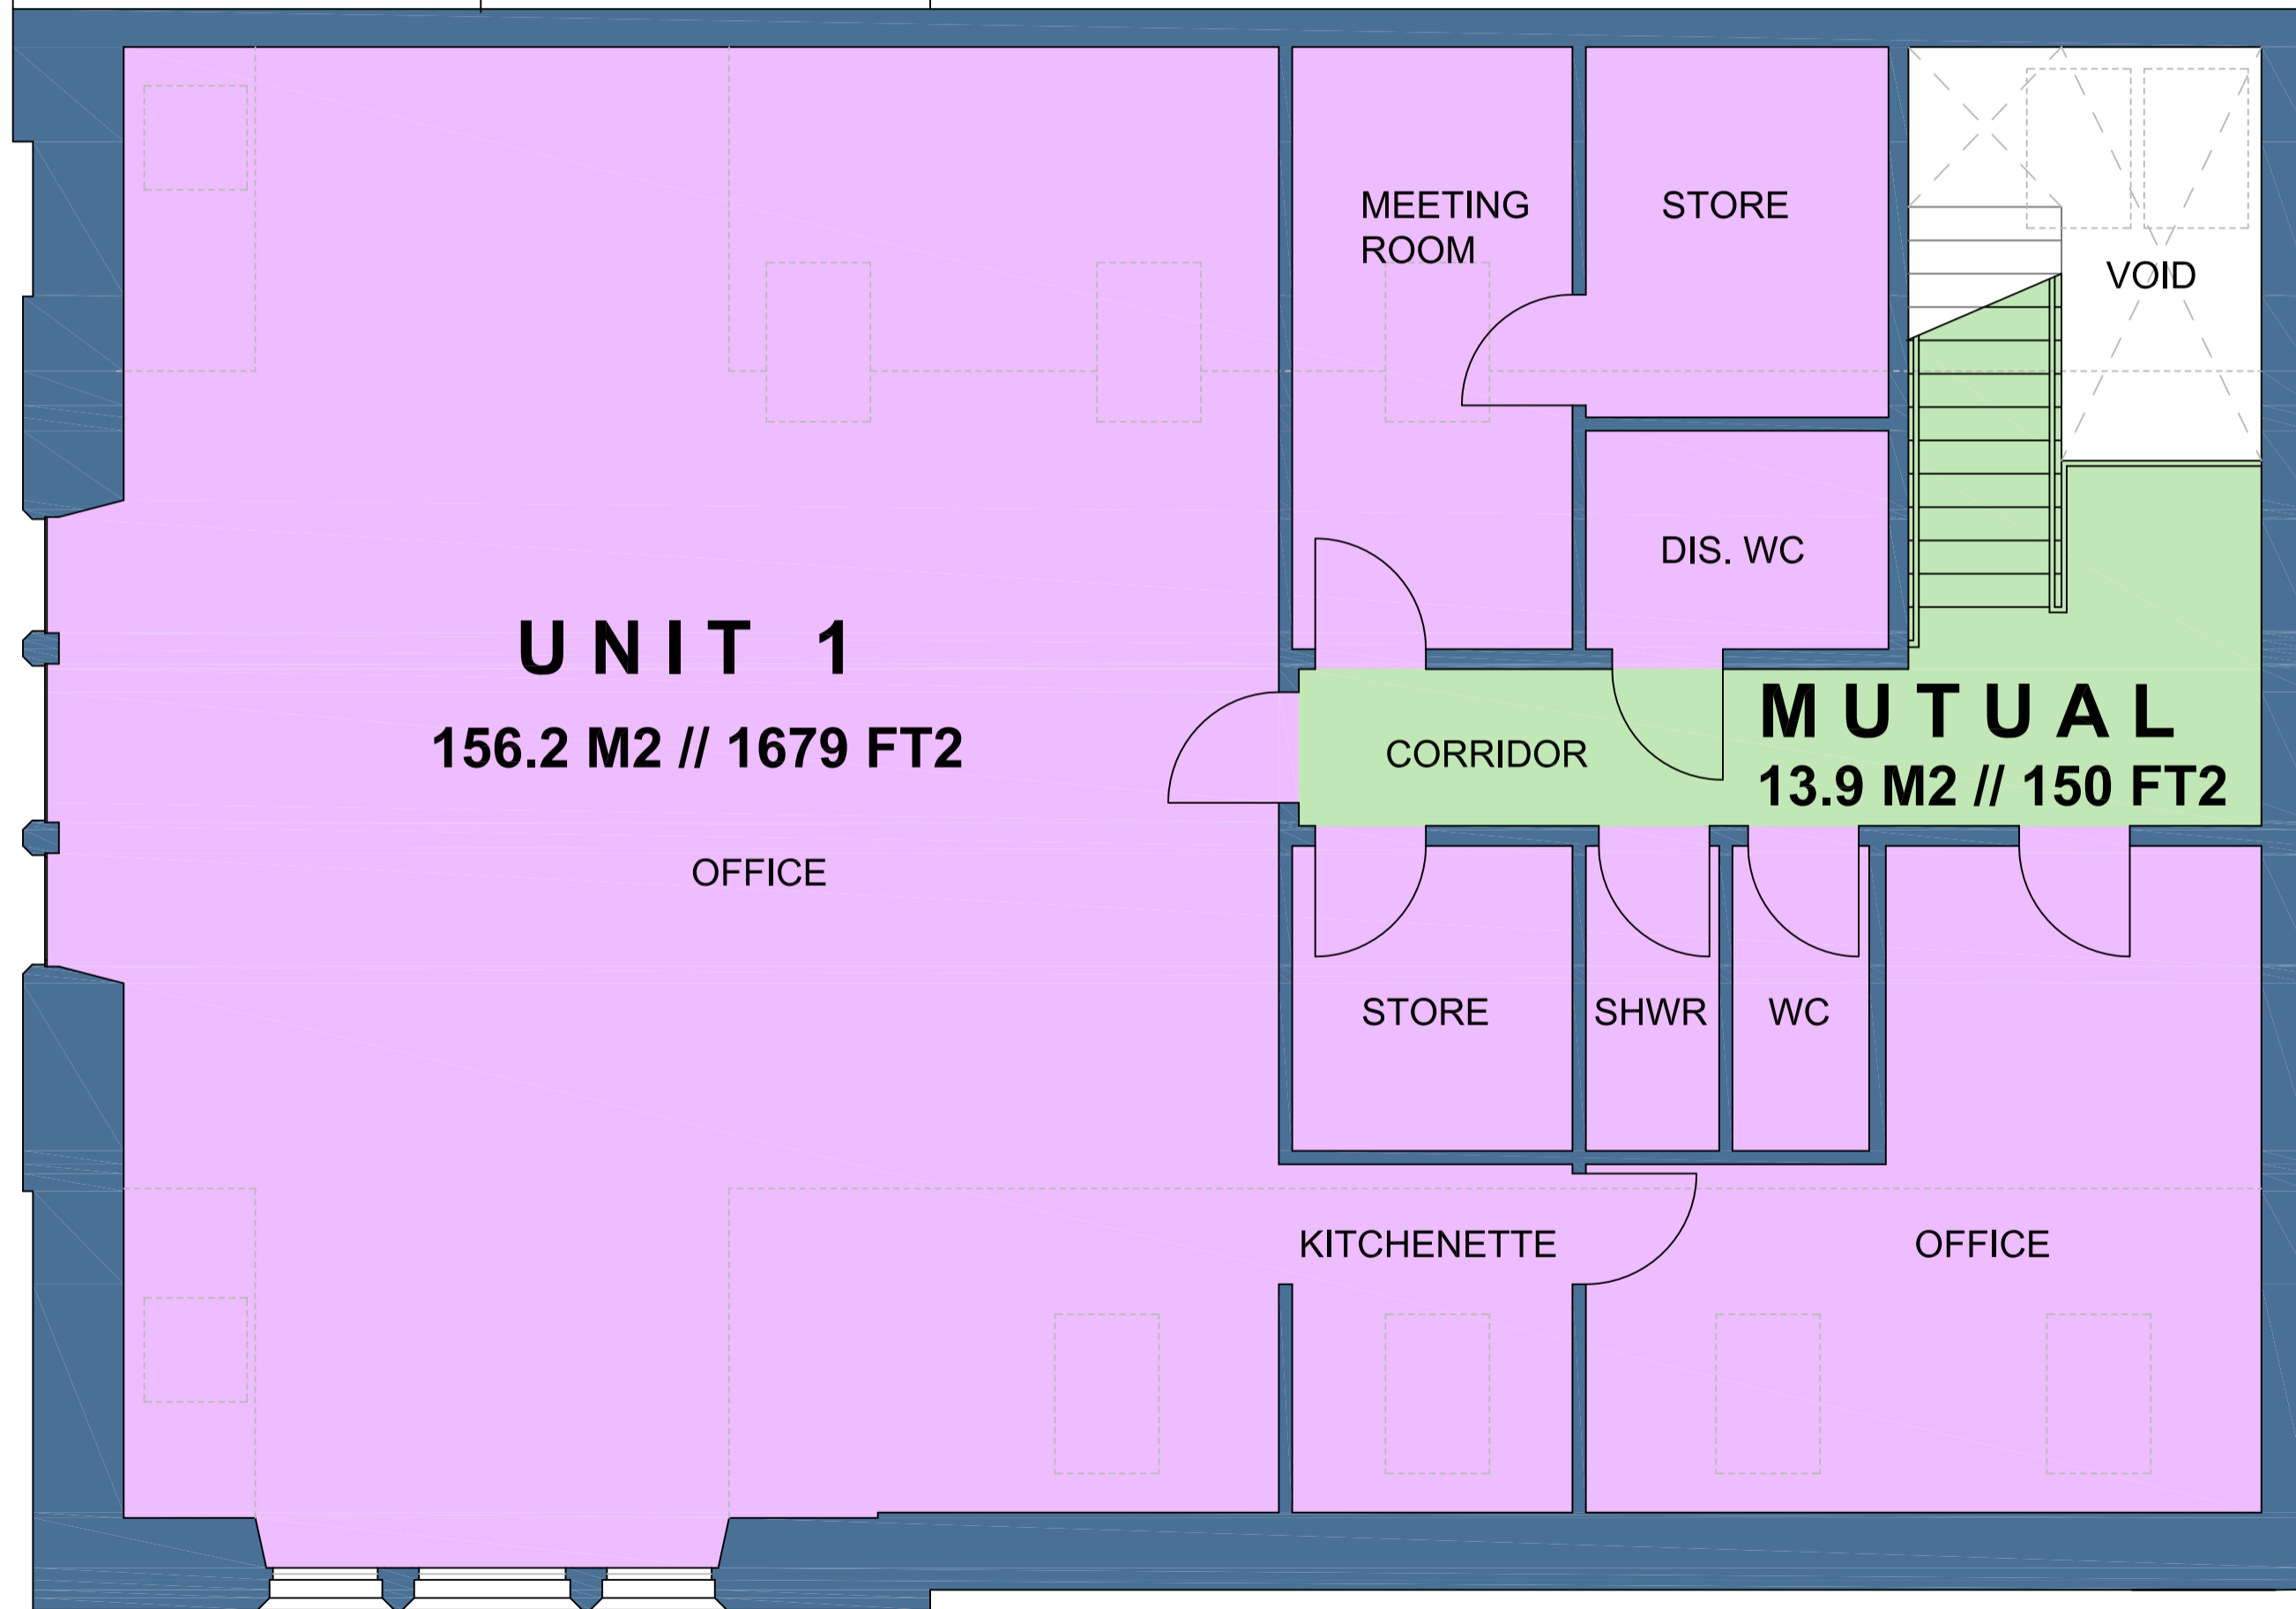 MEETING
ROOM
STORE
VOID
DIS. WC
UNIT 1
156.2 M2 // 1679 FT2
OFFICE
CORRIDOR
MUTUAL
13.9 M2 // 150 FT2
STORE
SHWR
WC
KITCHENETTE
OFFICE